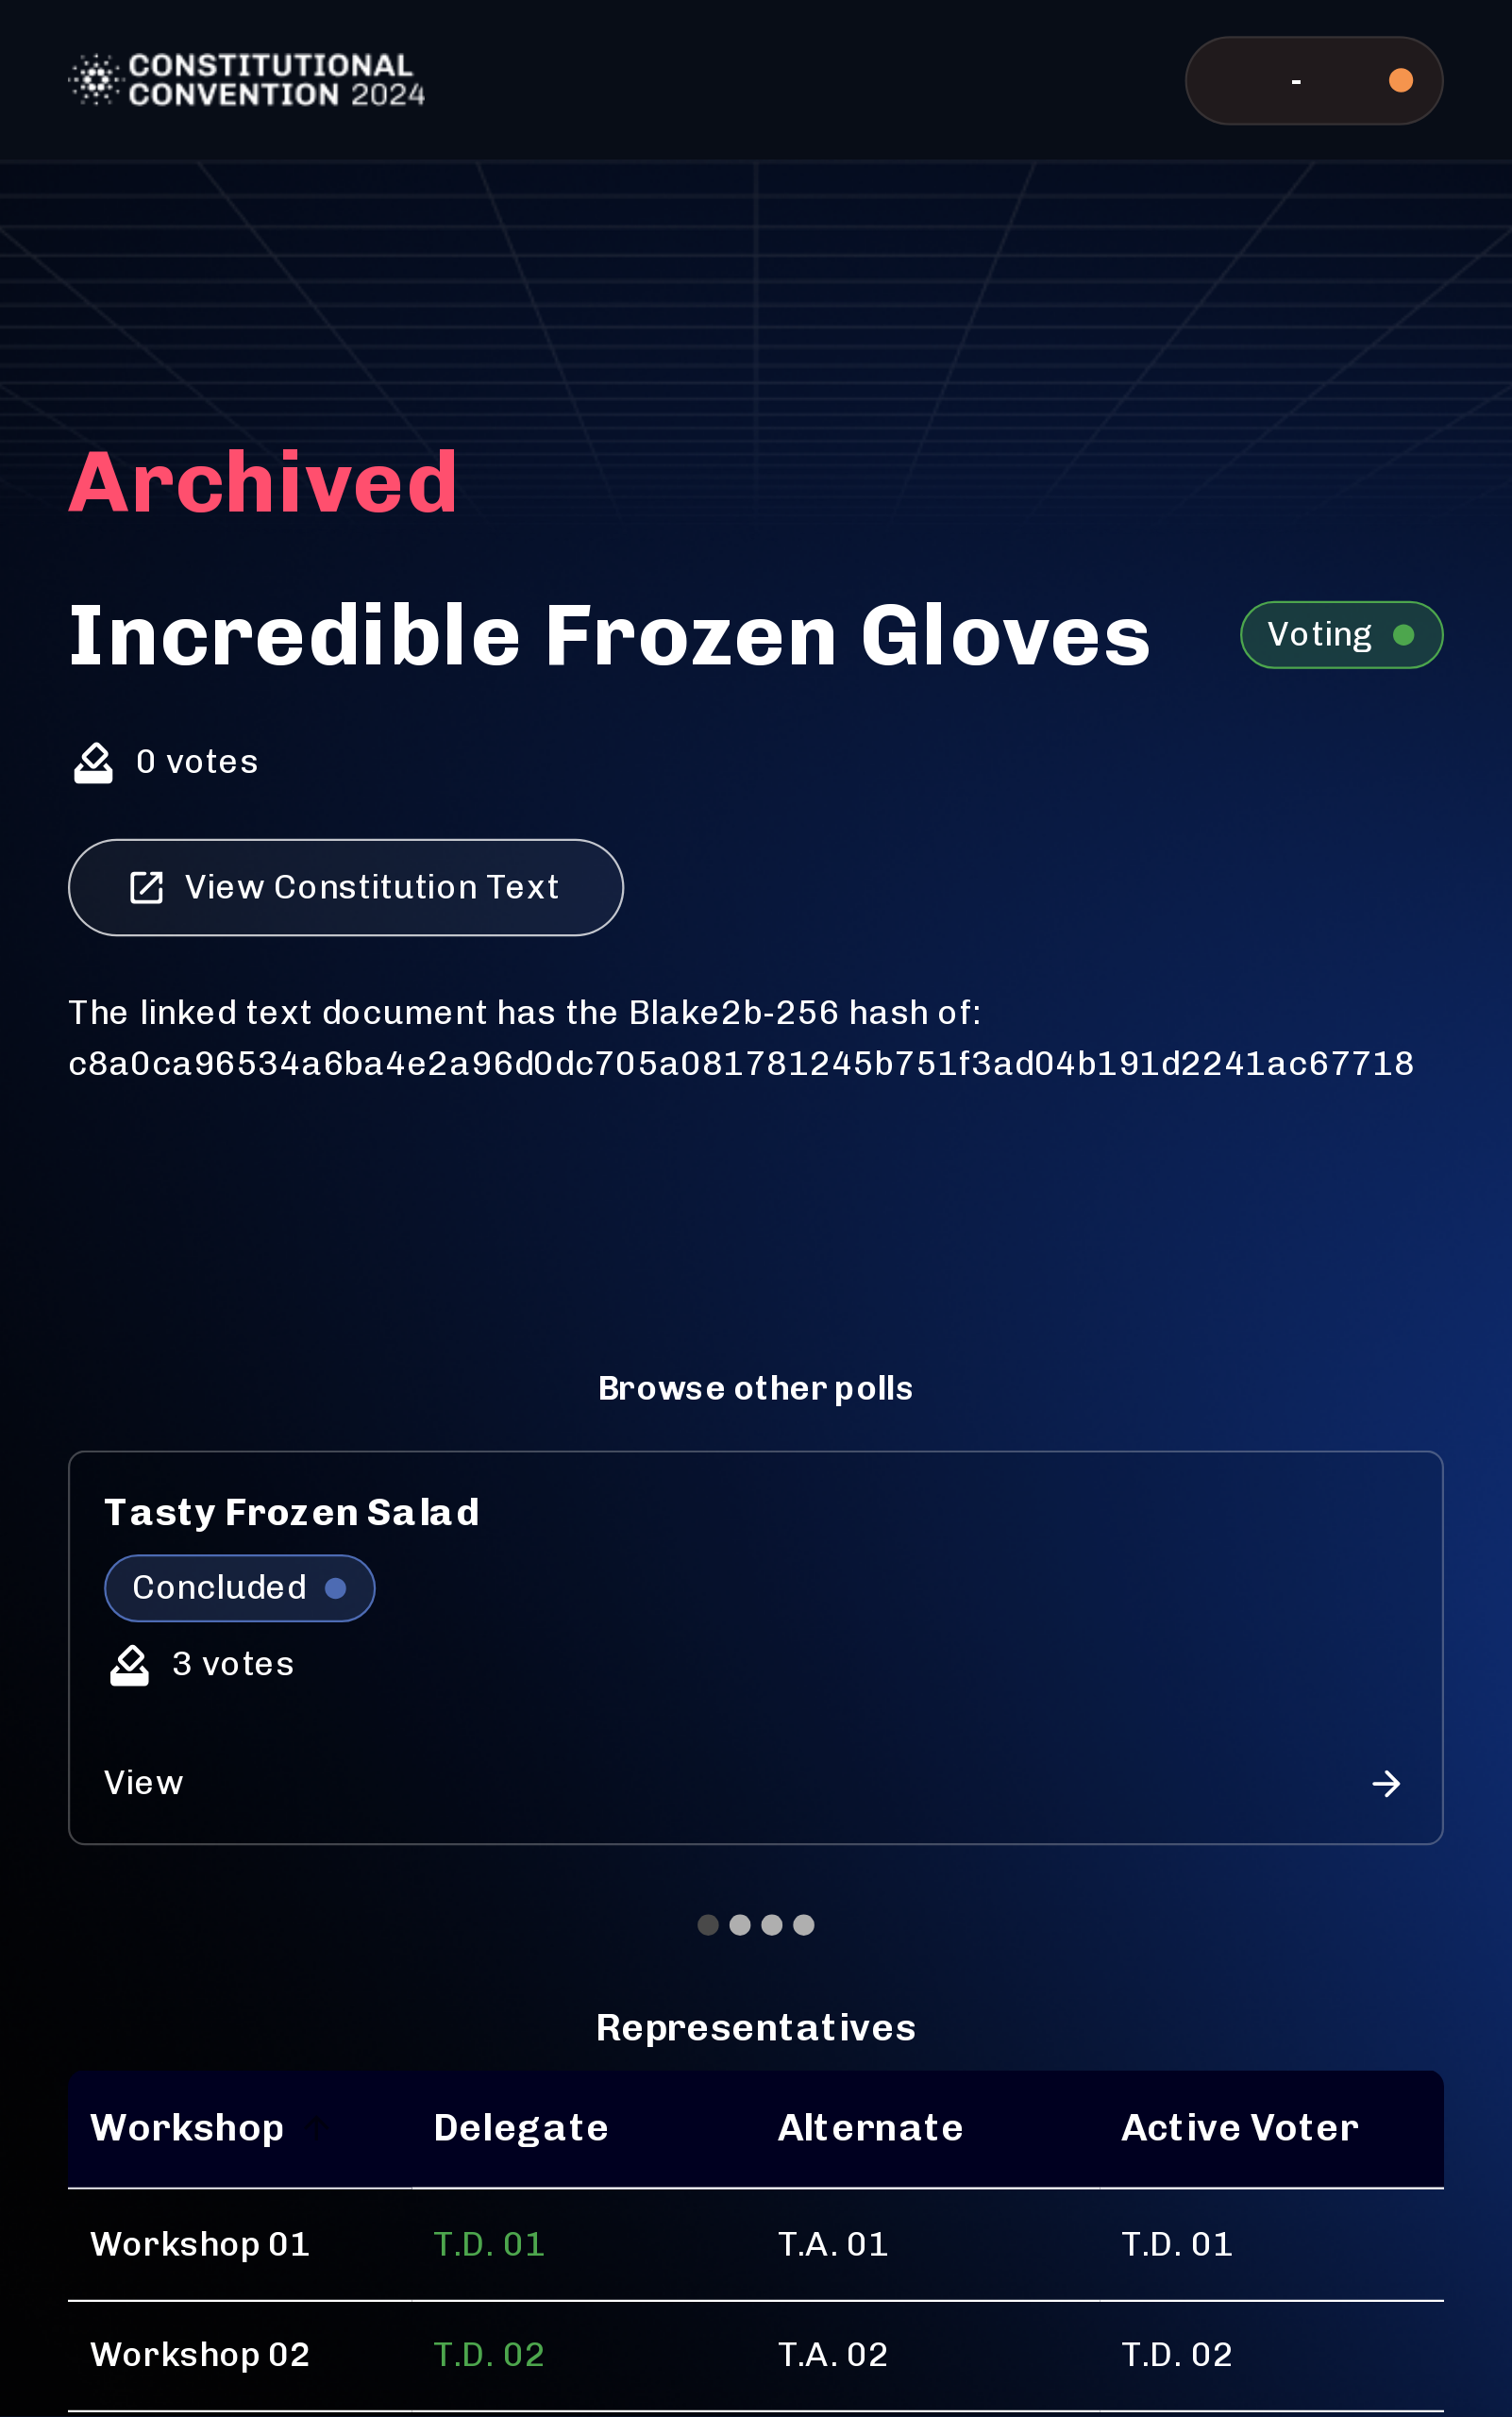 CONSTITUTIONAL
CONVENTION 2024
-
Archived
Incredible Frozen Gloves
Voting
0 votes
View Constitution Text
The linked text document has the Blake2b-256 hash of:
c8a0ca96534a6ba4e2a96d0dc705a081781245b751f3ad04b191d2241ac67718
Browse other polls
Tasty Frozen Salad
Concluded
3 votes
View
Representatives
Workshop Delegate Alternate Active Voter
Workshop 01 T.D. 01 T.A. 01 T.D. 01
Workshop 02 T.D. 02 T.A. 02 T.D. 02